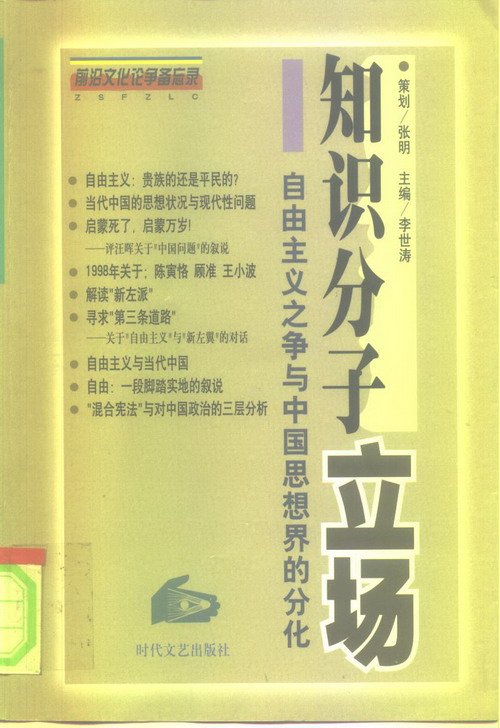 前沿文化论争备忘录
ZSFZLC
策划/张明 主编/李世涛
知识分子立场
自由主义之争与中国思想界的分化
● 自由主义：贵族的还是平民的？
● 当代中国的思想状况与现代性问题
● 启蒙死了，启蒙万岁！
——评汪晖关于"中国问题"的叙说
● 1998年关于：陈寅恪 顾准 王小波
● 解读"新左派"
● 寻求"第三条道路"
——关于"自由主义"与"新左翼"的对话
● 自由主义与当代中国
● 自由：一段脚踏实地的叙说
● "混合宪法"与对中国政治的三层分析
时代文艺出版社